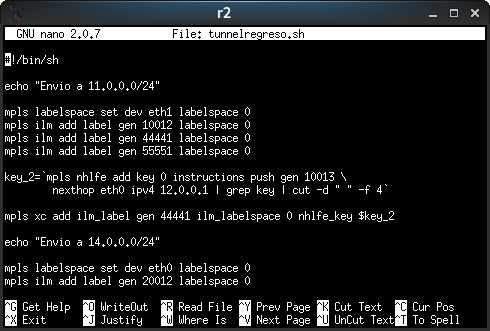 r2
GNU nano 2.0.7 File: tunnelregreso.sh
#!/bin/sh
echo "Envio a 11.0.0.0/24"
mpls labelspace set dev eth1 labelspace 0
mpls ilm add label gen 10012 labelspace 0
mpls ilm add label gen 44441 labelspace 0
mpls ilm add label gen 55551 labelspace 0
key_2=`mpls nhlfe add key 0 instructions push gen 10013 \
nexthop eth0 ipv4 12.0.0.1 | grep key | cut -d " " -f 4`
mpls xc add ilm_label gen 44441 ilm_labelspace 0 nhlfe_key $key_2
echo "Envio a 14.0.0.0/24"
mpls labelspace set dev eth0 labelspace 0
mpls ilm add label gen 20012 labelspace 0
^G Get Help ^O WriteOut ^R Read File ^Y Prev Page ^K Cut Text ^C Cur Pos
^X Exit ^J Justify ^W Where Is ^V Next Page ^U UnCut Text ^T To Spell